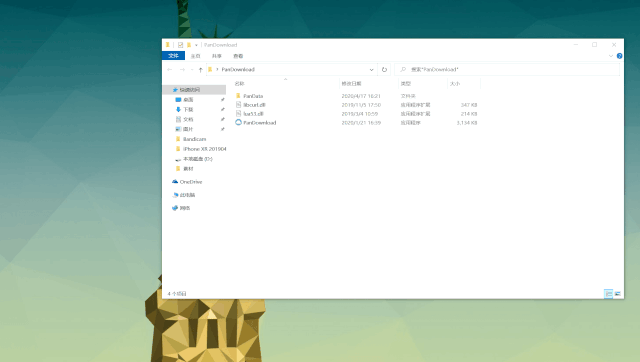 PanDownload
文件 主页 共享 查看
PanDownload 搜索"PanDownload"
名称 修改日期 类型 大小
快速访问
桌面
下载
文档
图片
Bandicam
iPhone XR 201904
本地磁盘 (D:)
素材
OneDrive
此电脑
网络
PanData 2020/4/17 16:21 文件夹
libcurl.dll 2019/11/5 17:50 应用程序扩展 347 KB
lua53.dll 2019/3/4 10:59 应用程序扩展 214 KB
PanDownload 2020/5/21 16:39 应用程序 3,134 KB
4 个项目